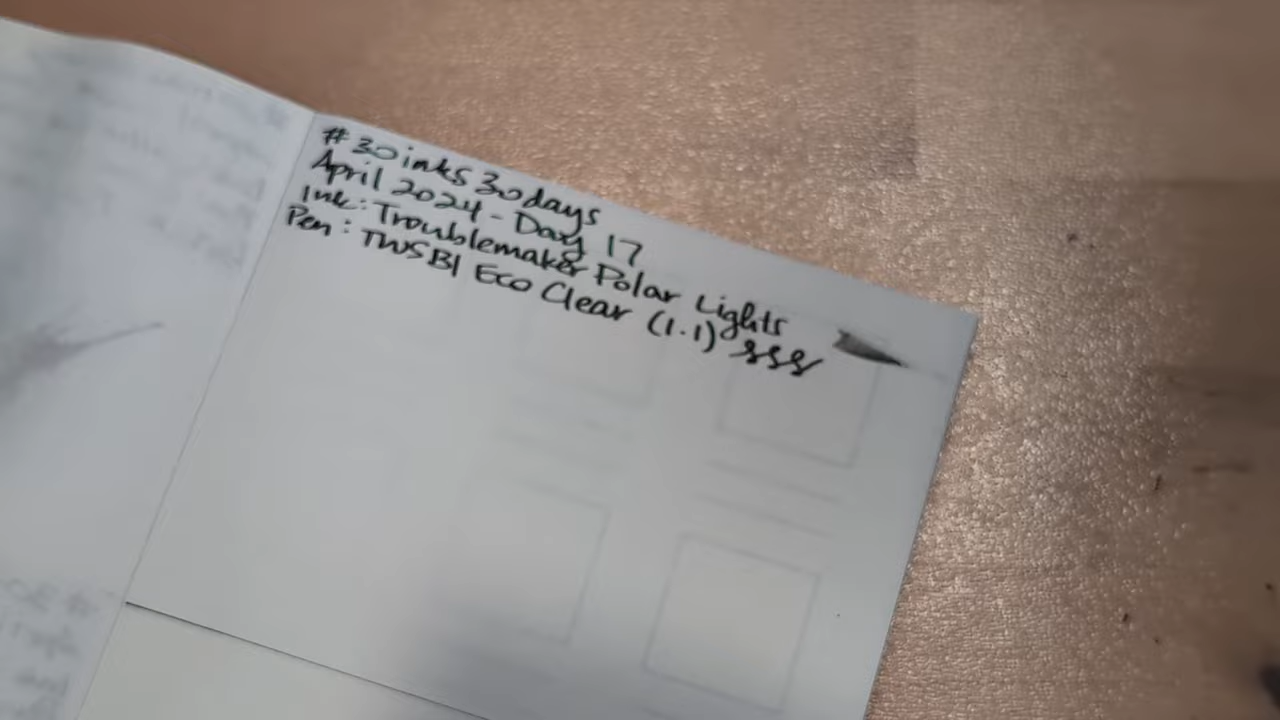 #30inks30days
April 2024 - Day 17
Ink: Troublemaker Polar Lights
Pen: TWSBI Eco Clear (1.1)